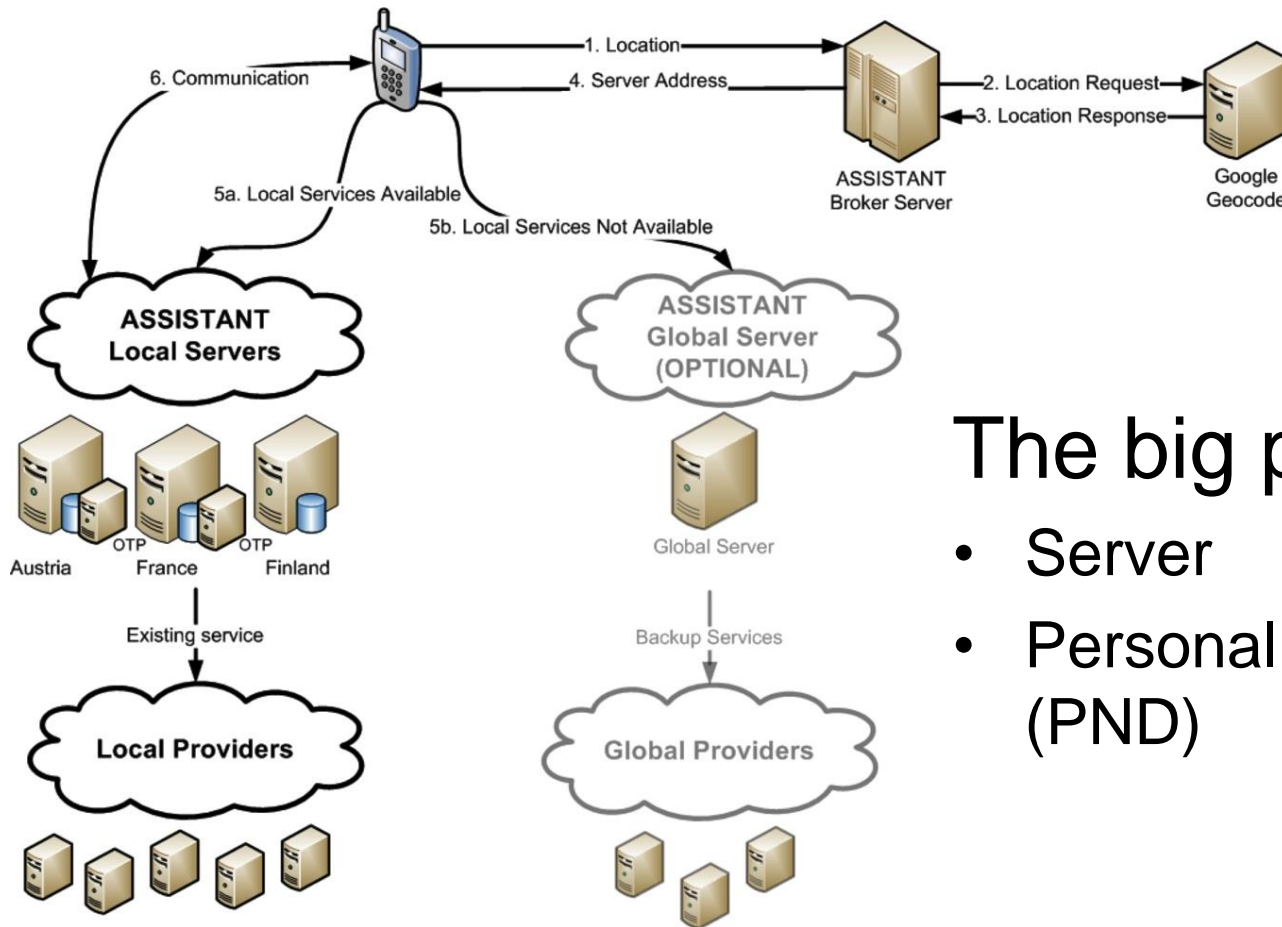 1. Location
6. Communication
4. Server Address
2. Location Request
3. Location Response
ASSISTANT
Broker Server
Google
Geocode
5a. Local Services Available
5b. Local Services Not Available
ASSISTANT
Local Servers
ASSISTANT
Global Server
(OPTIONAL)
The big
• Server
• Personal
(PND)
OTP
OTP
Austria
France
Finland
Global Server
Existing service
Backup Services
Local Providers
Global Providers